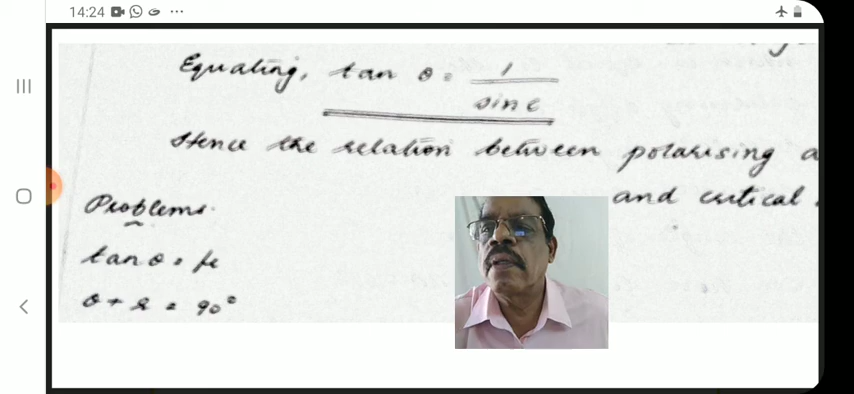 14:24
Equating, tan θ = 1
sin c
Hence the relation between polarising a
and critical
Problems.
tan θ = μ
θ + r = 90°